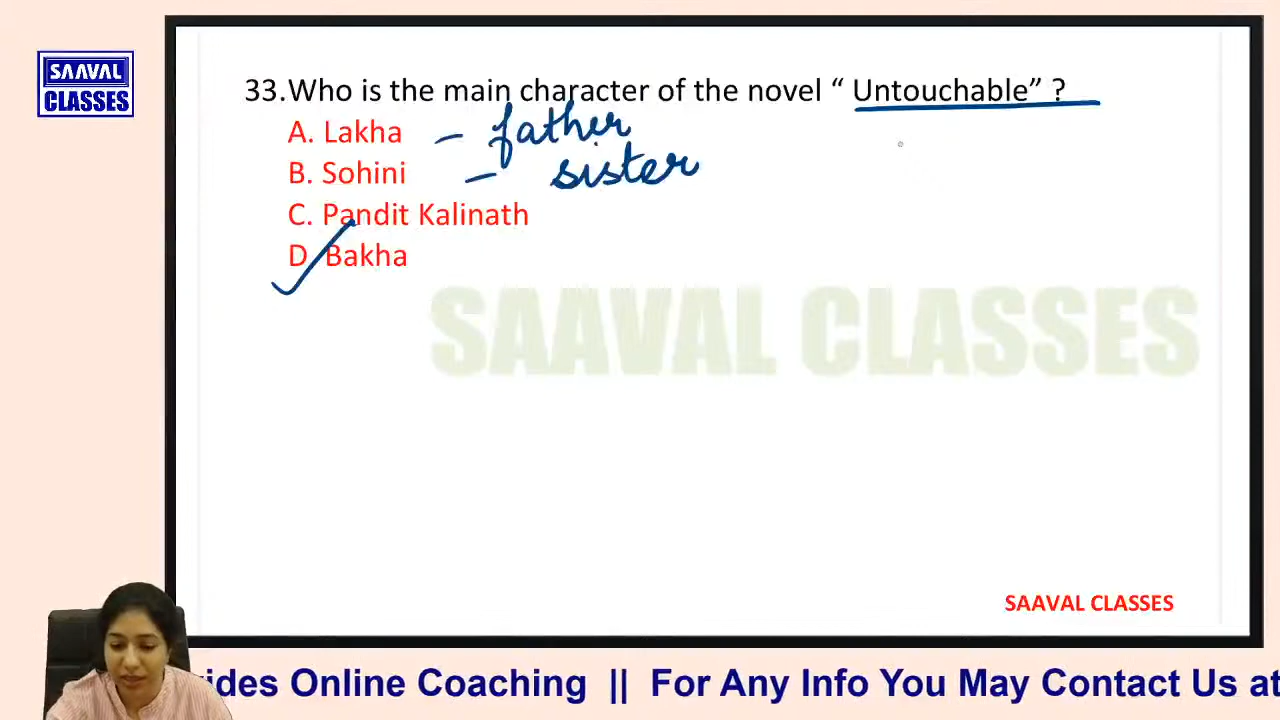 SAAVAL
CLASSES
33.Who is the main character of the novel “ Untouchable” ?
A. Lakha – father
B. Sohini – sister
C. Pandit Kalinath
D. Bakha
SAAVAL CLASSES
SAAVAL CLASSES
ides Online Coaching || For Any Info You May Contact Us at